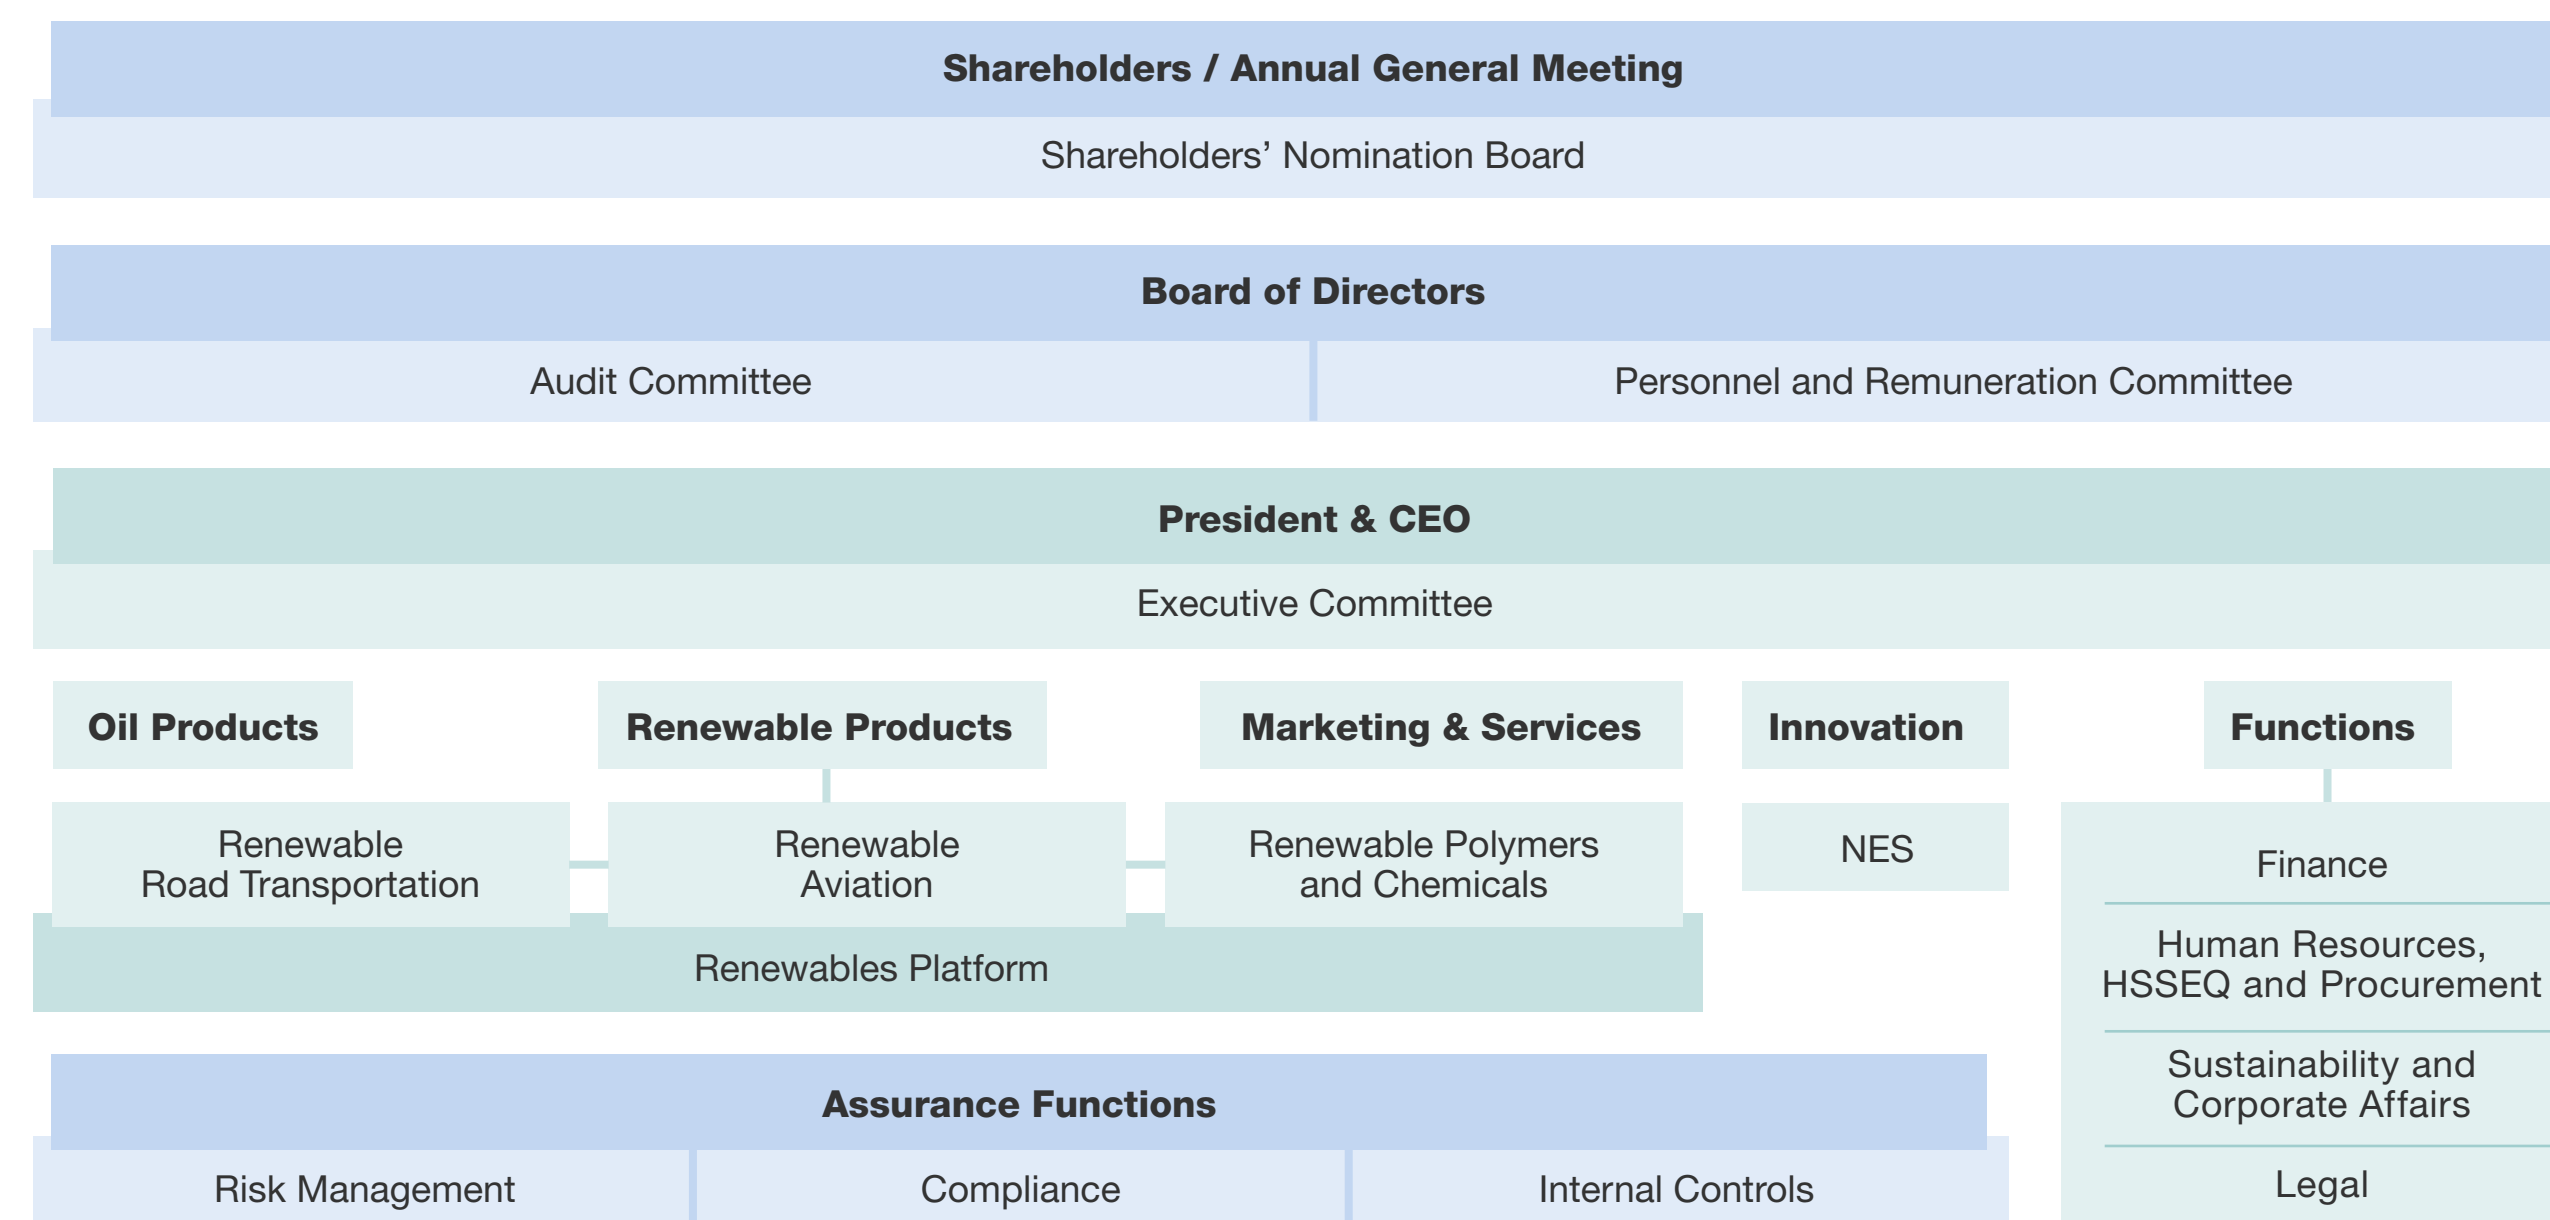 Shareholders / Annual General Meeting
Shareholders’ Nomination Board
Board of Directors
Audit Committee
Personnel and Remuneration Committee
President & CEO
Executive Committee
Oil Products
Renewable Products
Marketing & Services
Innovation
Functions
Renewable
Road Transportation
Renewable
Aviation
Renewable Polymers
and Chemicals
NES
Renewables Platform
Finance
Human Resources,
HSSEQ and Procurement
Sustainability and
Corporate Affairs
Legal
Assurance Functions
Risk Management
Compliance
Internal Controls